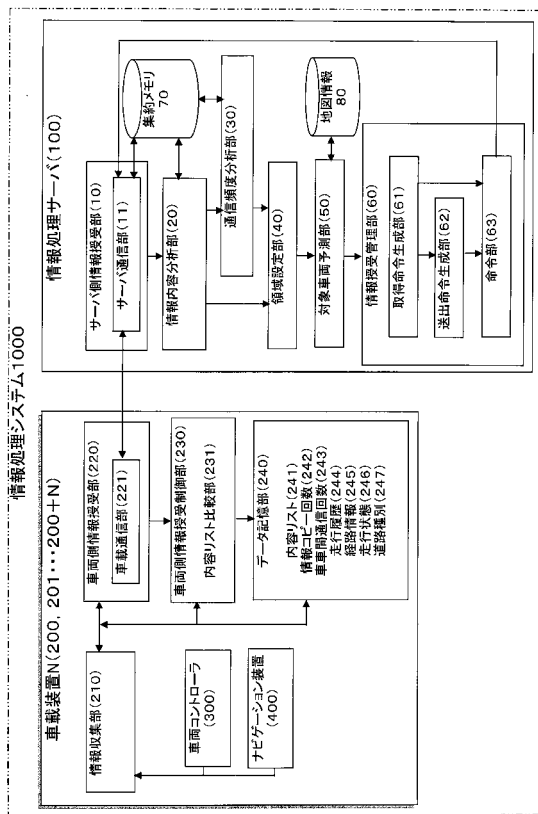 情報処理システム1000
車載装置N(200, 201・・・200+N)
情報収集部(210)
車両コントローラ
(300)
ナビゲーション装置
(400)
車両側情報授受部(220)
車載通信部(221)
車両側情報授受制御部(230)
内容リスト比較部(231)
データ記憶部(240)
内容リスト(241)
情報コピー回数(242)
車車間通信回数(243)
走行履歴(244)
経路情報(245)
走行状態(246)
道路種別(247)
情報処理サーバ(100)
サーバ側情報授受部(10)
サーバ通信部(11)
集約メモリ
70
情報内容分析部(20)
通信頻度分析部(30)
領域設定部(40)
対象車両予測部(50)
地図情報
80
情報授受管理部(60)
取得命令生成部(61)
送出命令生成部(62)
命令部(63)